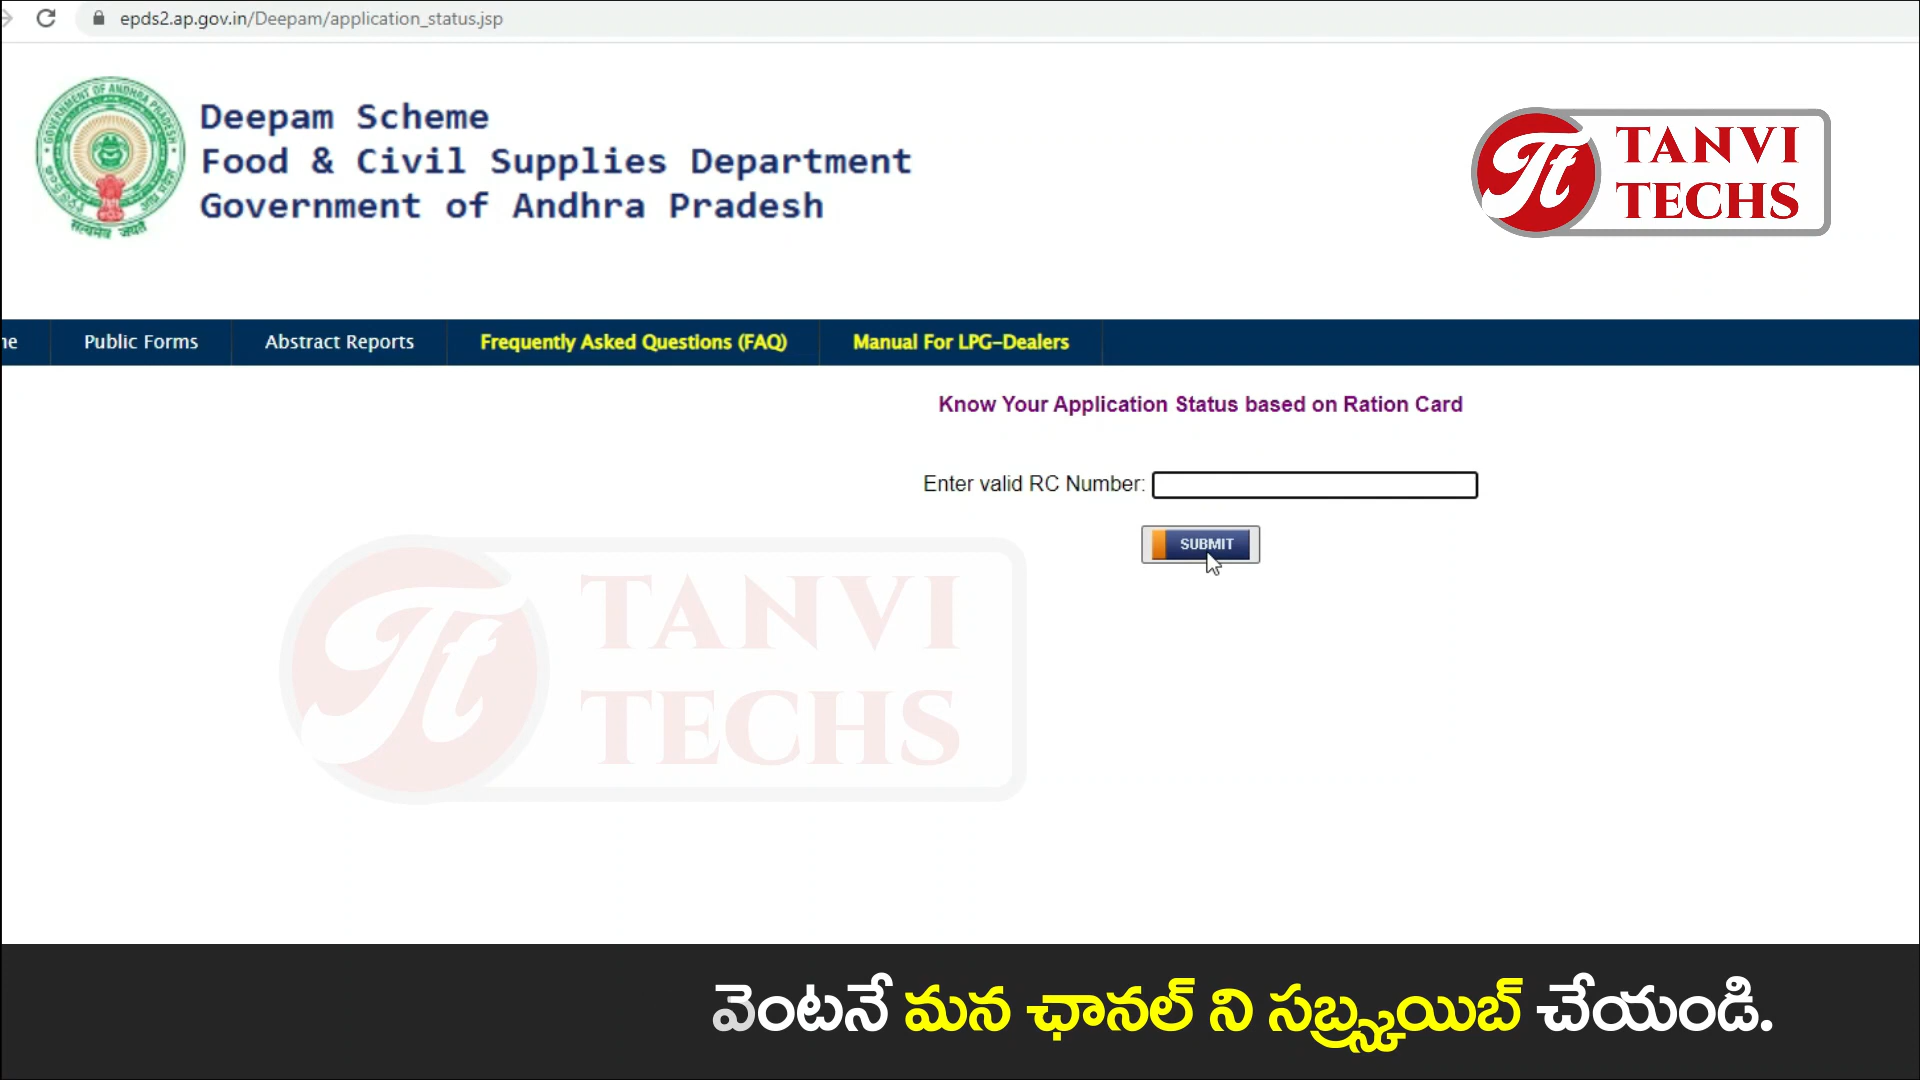 epds2.ap.gov.in/Deepam/application_status.jsp
Deepam Scheme
Food & Civil Supplies Department
Government of Andhra Pradesh
TANVI
TECHS
Public Forms
Abstract Reports
Frequently Asked Questions (FAQ)
Manual For LPG-Dealers
Know Your Application Status based on Ration Card
Enter valid RC Number:
SUBMIT
TANVI
TECHS
వెంటనే మన ఛానల్ ని సబ్స్క్రయిబ్ చేయండి.